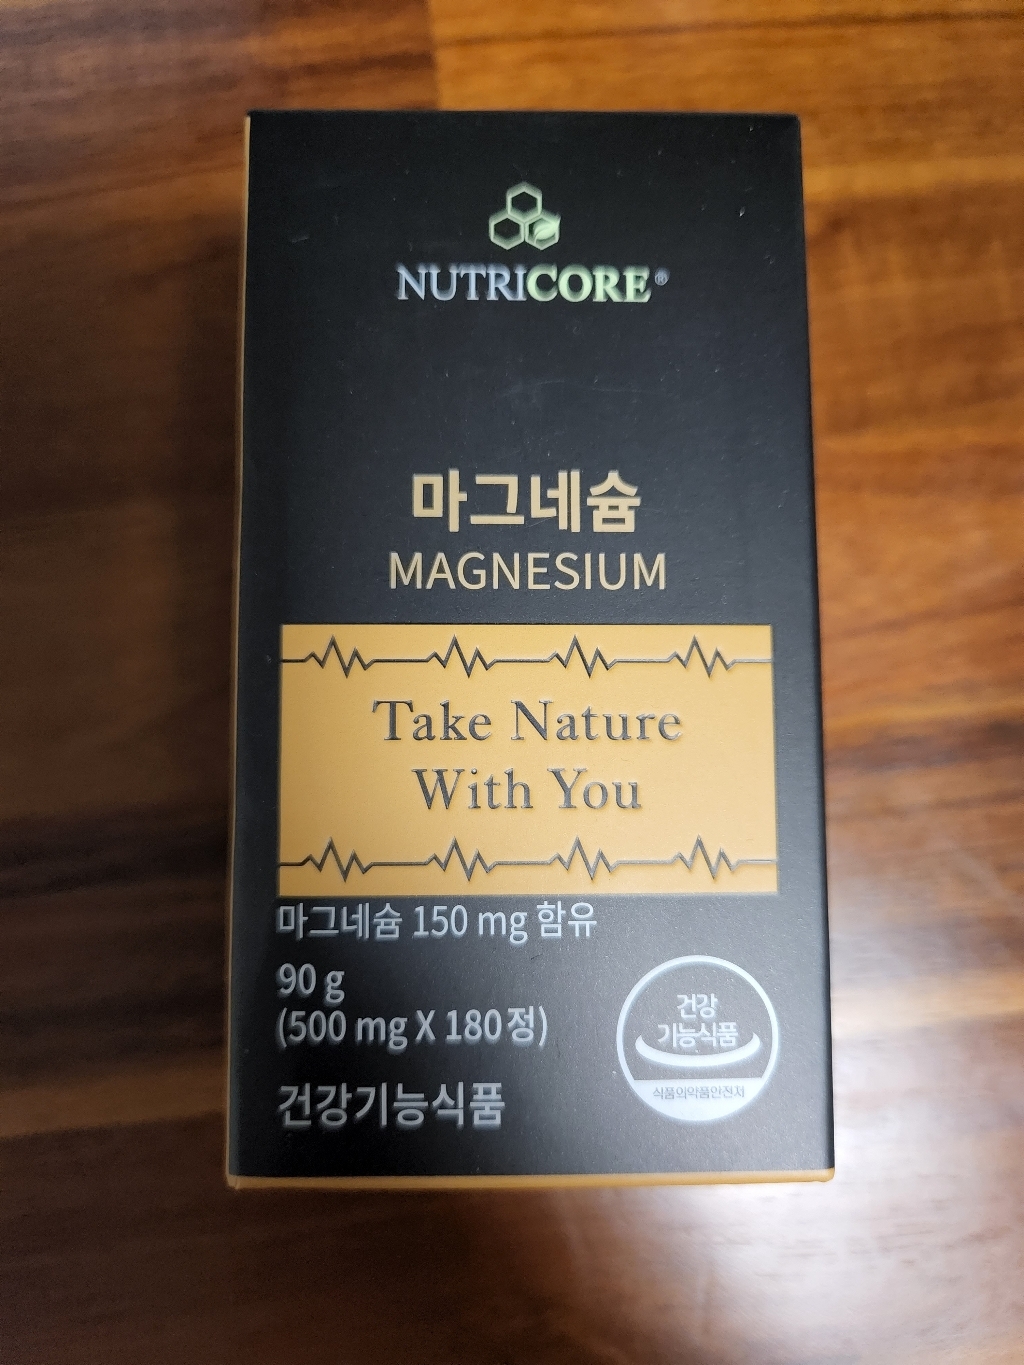 NUTRICORE®
마그네슘
MAGNESIUM
Take Nature
With You
마그네슘 150 mg 함유
90 g
(500 mg X 180정)
건강기능식품
건강
기능식품
식품의약품안전처